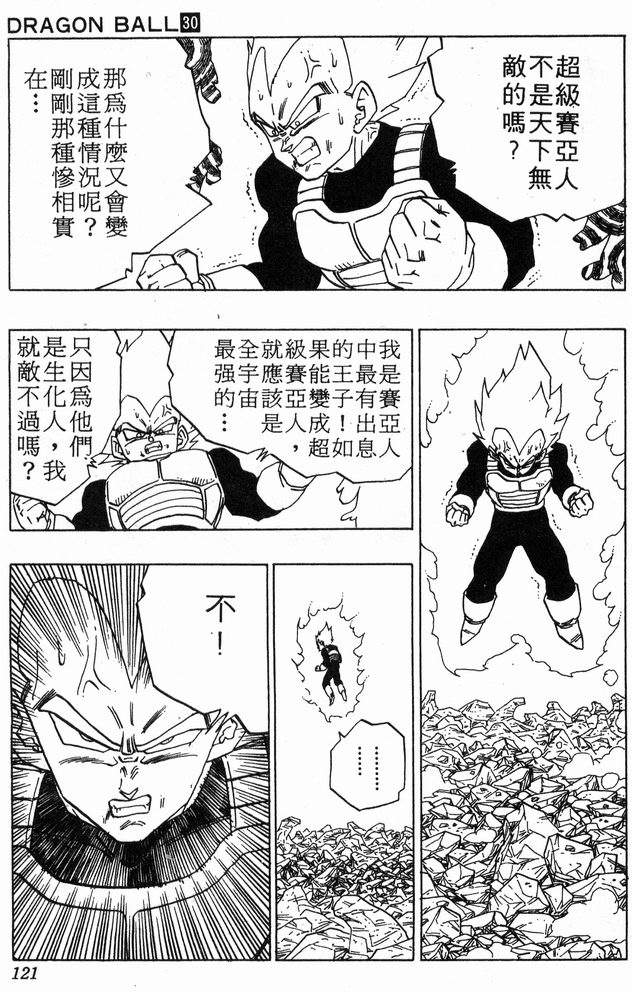 DRAGON BALL 30
超級賽亞人
不是天下無
敵的嗎？
那爲什麼又會變
成這種情況呢？
剛剛那種慘相實
在…
我是賽亞人
中最有出息
的王子！如
果能變成超
級賽亞人，
就應該是
全宇宙
最强的…
只因爲他們
是生化人，我
就敵不過嗎？
………
………
不！
121